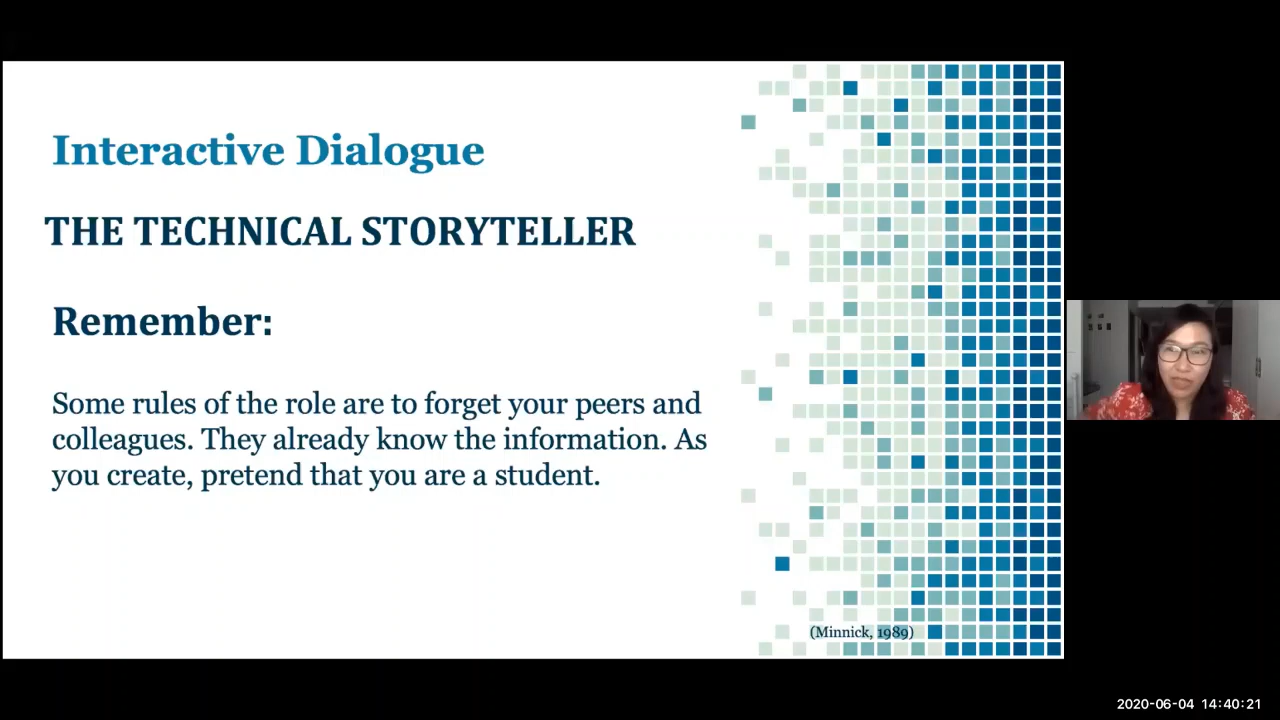 Interactive Dialogue
THE TECHNICAL STORYTELLER
Remember:
Some rules of the role are to forget your peers and
colleagues. They already know the information. As
you create, pretend that you are a student.
(Minnick, 1989)
2020-06-04 14:40:21